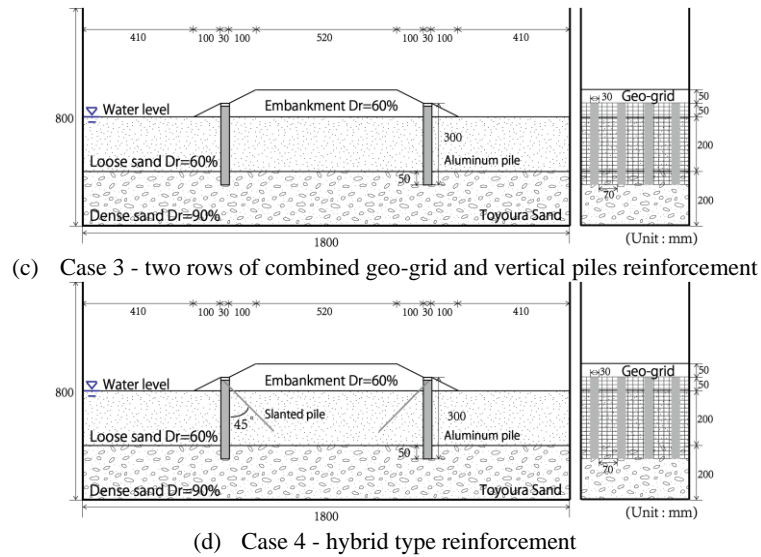 410 100 30 100 520 100 30 100 410
800
Water level
Embankment Dr=60%
Loose sand Dr=60%
300
Aluminum pile
50
Dense sand Dr=90%
Toyoura Sand
1800
Geo-grid
30
50
50
200
70
200
(Unit : mm)
(c) Case 3 - two rows of combined geo-grid and vertical piles reinforcement
410 100 30 100 520 100 30 100 410
800
Water level
Embankment Dr=60%
45°
Slanted pile
Loose sand Dr=60%
300
Aluminum pile
50
Dense sand Dr=90%
Toyoura Sand
1800
Geo-grid
30
50
50
200
70
200
(Unit : mm)
(d) Case 4 - hybrid type reinforcement